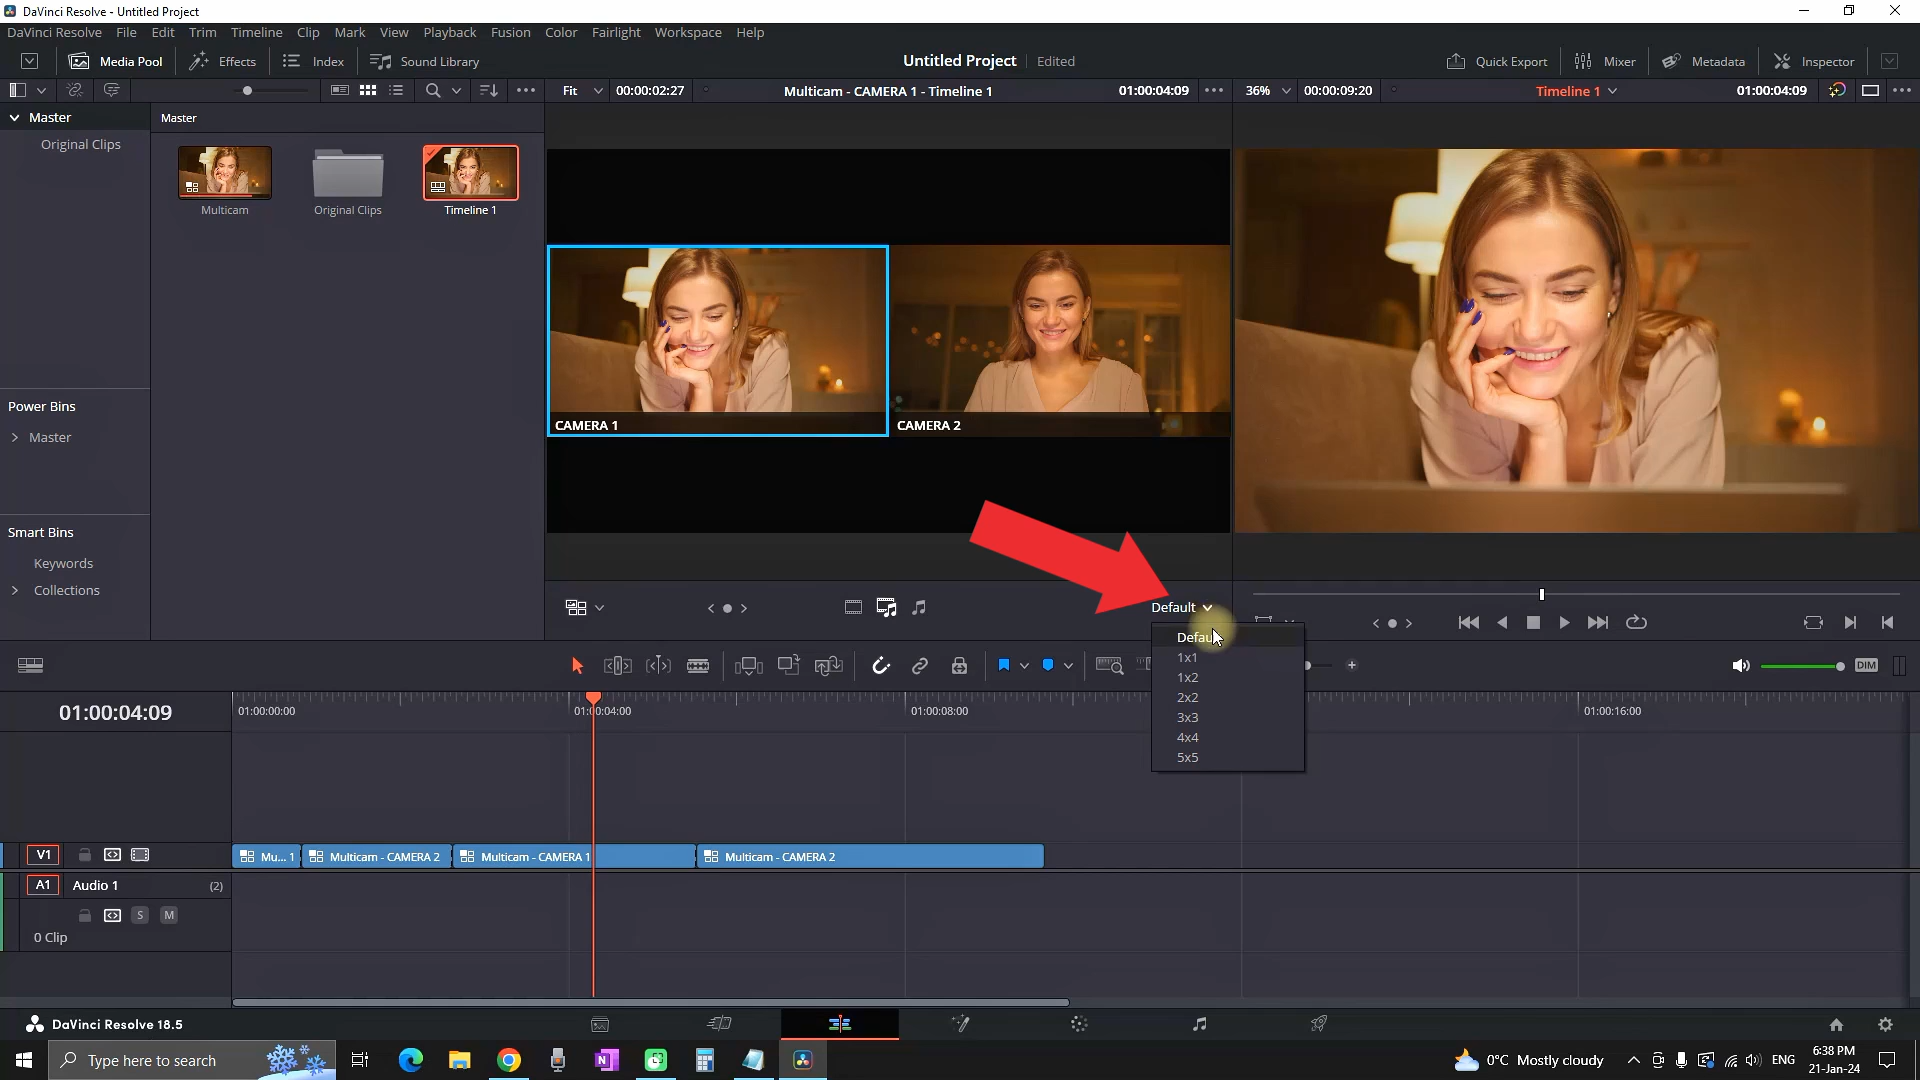 DaVinci Resolve - Untitled Project
DaVinci Resolve File Edit Trim Timeline Clip Mark View Playback Fusion Color Fairlight Workspace Help
Media Pool Effects Index Sound Library Untitled Project Edited Quick Export Mixer Metadata Inspector
Fit 00:00:02:27 Multicam - CAMERA 1 - Timeline 1 01:00:04:09 36% 00:00:09:20 Timeline 1 01:00:04:09
Master
Original Clips
Master
Multicam
Original Clips
Timeline 1
Power Bins
Master
Smart Bins
Keywords
Collections
CAMERA 1
CAMERA 2
Default
1x1
1x2
2x2
3x3
4x4
5x5
DIM
01:00:04:09
01:00:00:00
01:00:04:00
01:00:08:00
01:00:16:00
V1
Mu... 1
Multicam - CAMERA 2
Multicam - CAMERA 1
Multicam - CAMERA 2
A1 Audio 1 (2)
S M
0 Clip
DaVinci Resolve 18.5
Type here to search
0°C Mostly cloudy
ENG
6:38 PM
21-Jan-24